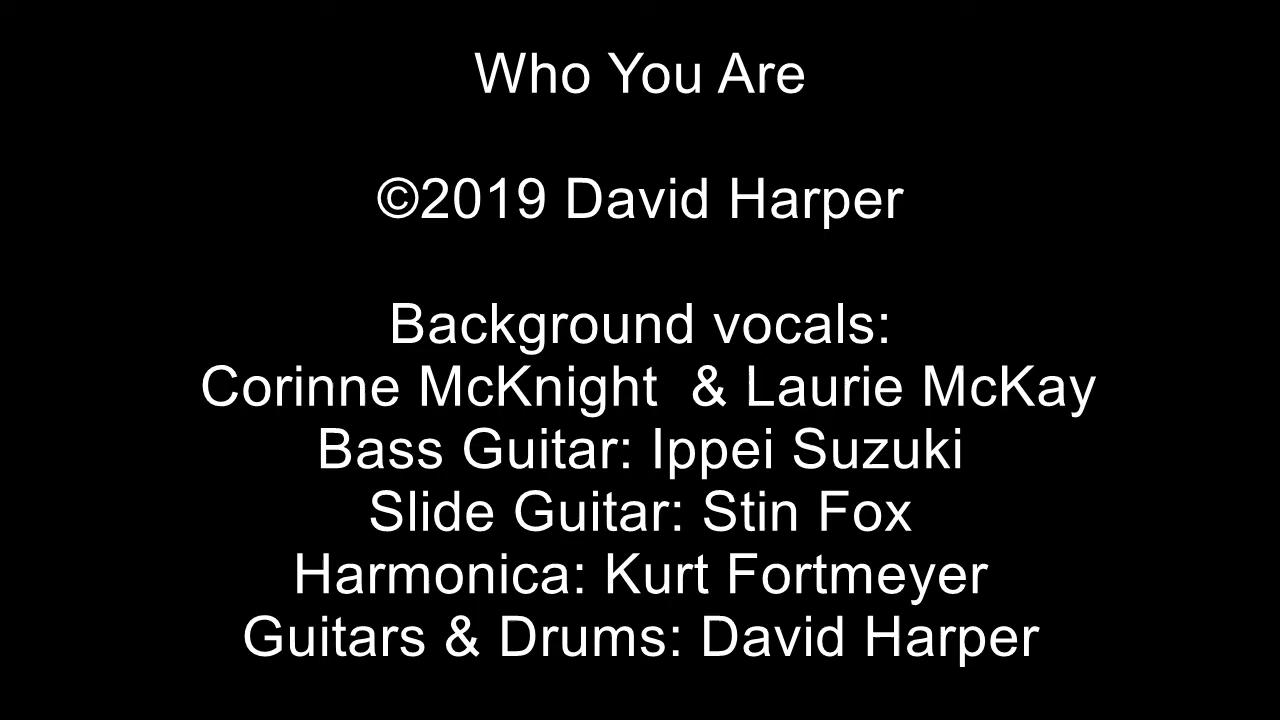 Who You Are
©2019 David Harper
Background vocals:
Corinne McKnight  & Laurie McKay
Bass Guitar: Ippei Suzuki
Slide Guitar: Stin Fox
Harmonica: Kurt Fortmeyer
Guitars & Drums: David Harper